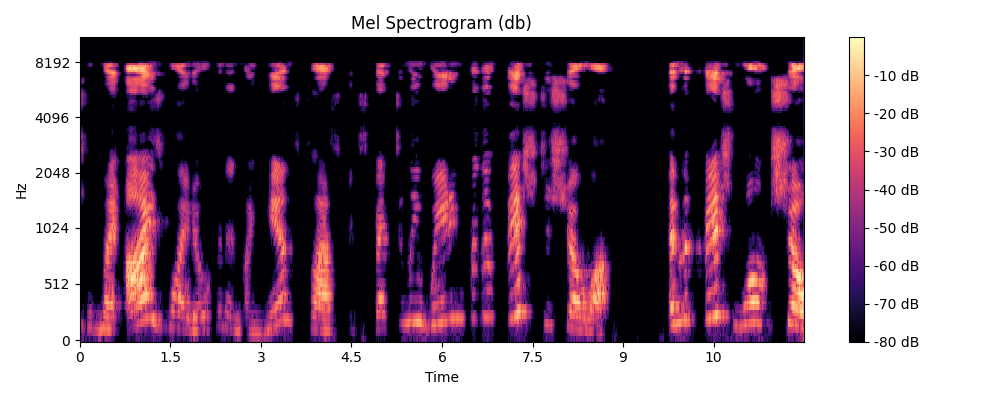 Mel Spectrogram (db)
8192
4096
2048
1024
512
0
Hz
0 1.5 3 4.5 6 7.5 9 10
Time
-10 dB
-20 dB
-30 dB
-40 dB
-50 dB
-60 dB
-70 dB
-80 dB